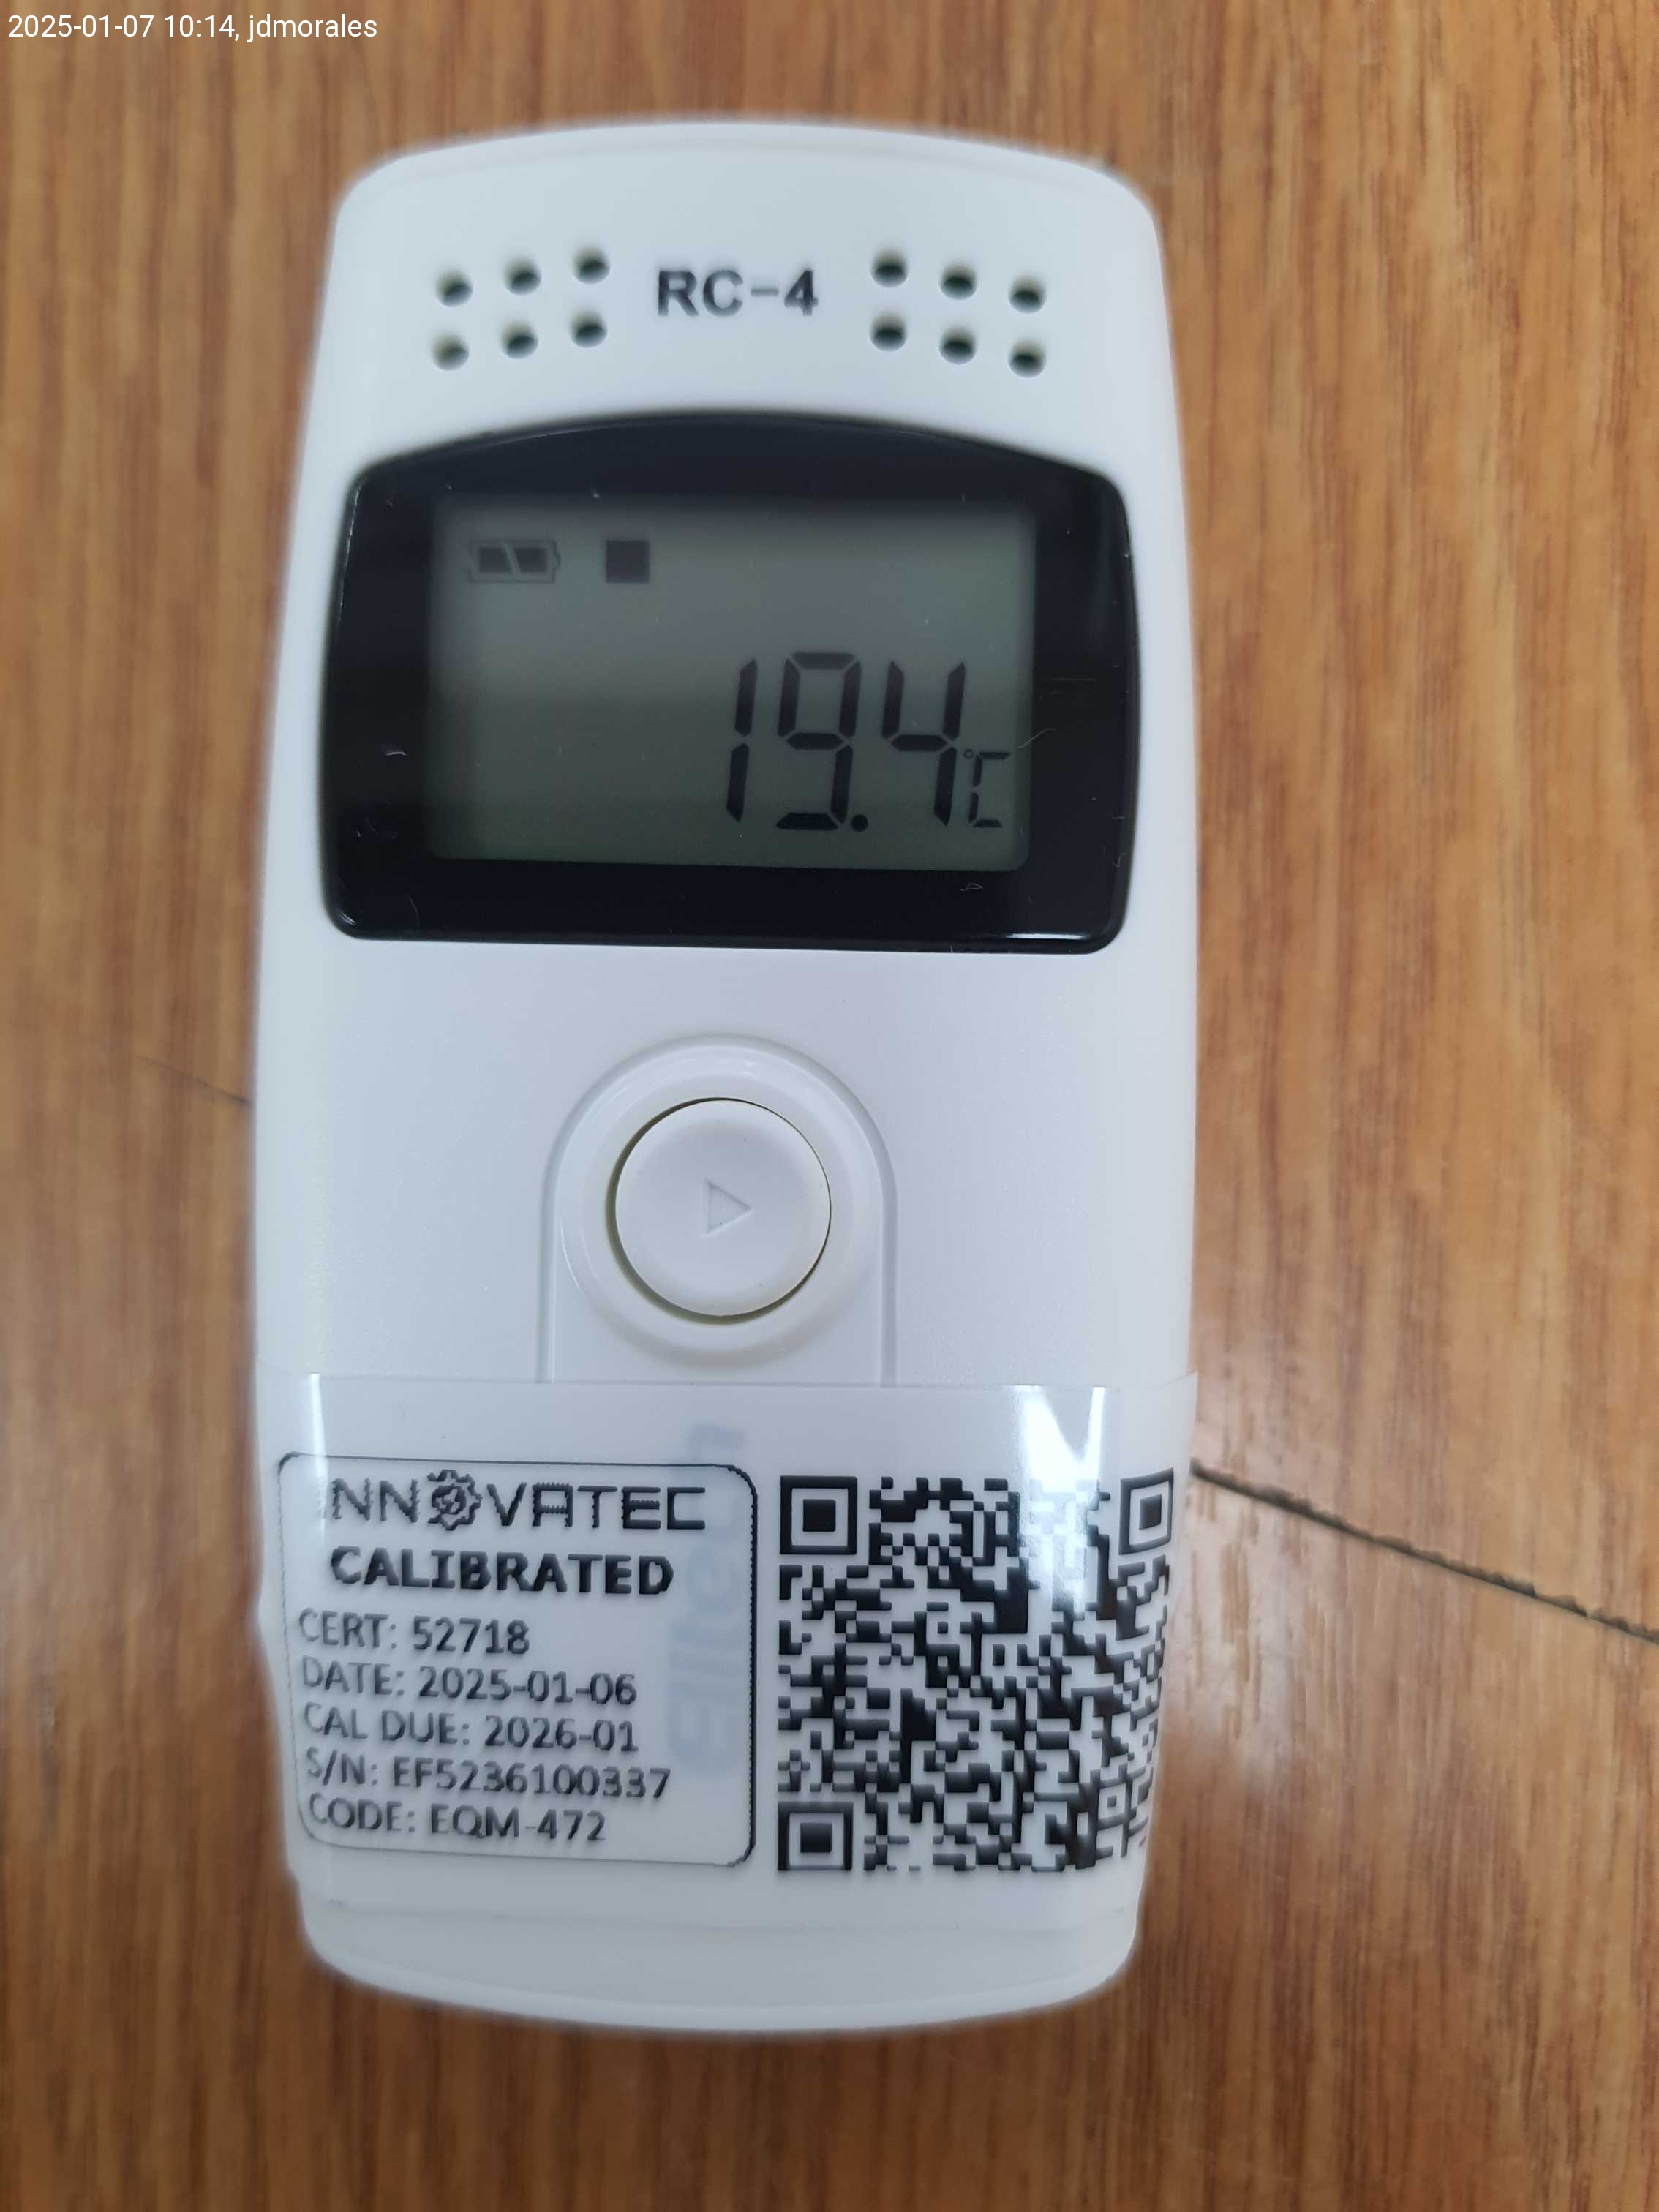 2025-01-07 10:14, jdmorales
RC-4
19.4°C
INNOVATEC
CALIBRATED
CERT: 52718
DATE: 2025-01-06
CAL DUE: 2026-01
S/N: EF5236100337
CODE: EQM-472
Elitech